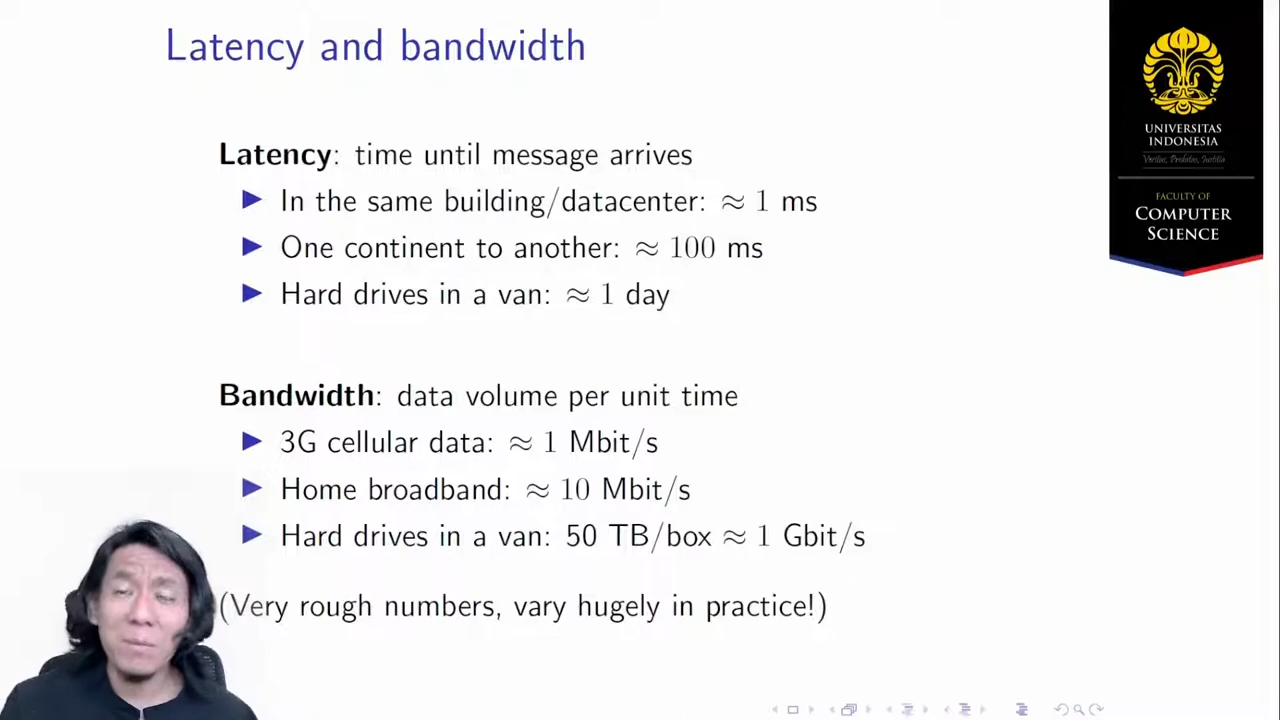 Latency and bandwidth
Latency: time until message arrives
▶ In the same building/datacenter: ≈ 1 ms
▶ One continent to another: ≈ 100 ms
▶ Hard drives in a van: ≈ 1 day
Bandwidth: data volume per unit time
▶ 3G cellular data: ≈ 1 Mbit/s
▶ Home broadband: ≈ 10 Mbit/s
▶ Hard drives in a van: 50 TB/box ≈ 1 Gbit/s
(Very rough numbers, vary hugely in practice!)
UNIVERSITAS
INDONESIA
Veritas, Probitas, Iustitia
FACULTY OF
COMPUTER
SCIENCE